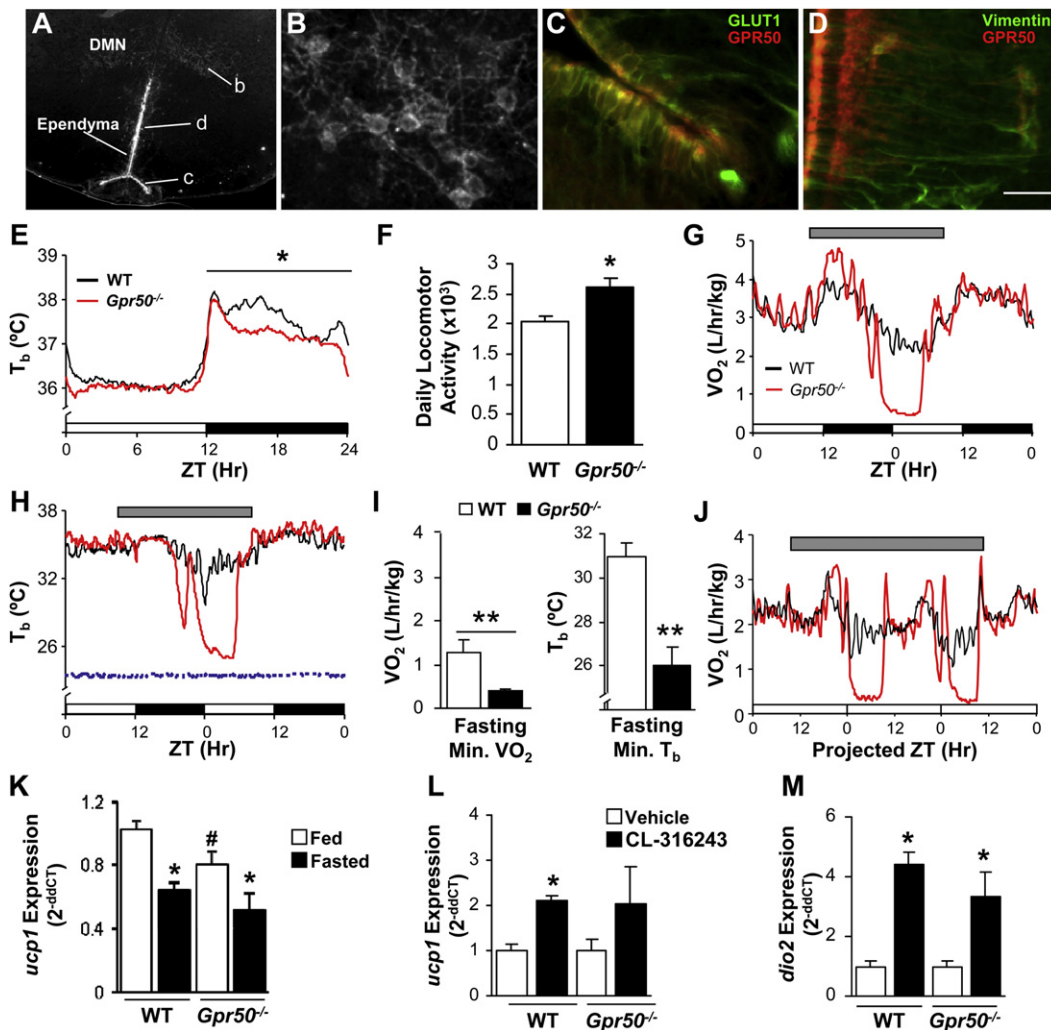 A
DMN
b
d
Ependyma
c
B
C
GLUT1
GPR50
D
Vimentin
GPR50
E
39
38
37
36
T_b (ºC)
WT
Gpr50-/-
*
0
6
12
18
24
ZT (Hr)
F
3
2.5
2
1.5
1
0.5
0
Daily Locomotor
Activity (x10³)
*
WT
Gpr50-/-
G
5
4
3
2
1
0
VO₂ (L/hr/kg)
WT
Gpr50-/-
0
12
0
12
0
ZT (Hr)
H
38
35
26
T_b (ºC)
0
12
0
12
0
ZT (Hr)
I
WT
Gpr50-/-
4
3
2
1
0
VO₂ (L/hr/kg)
**
Fasting
Min. VO₂
32
30
28
26
T_b (ºC)
**
Fasting
Min. T_b
J
4
3
2
1
0
VO₂ (L/hr/kg)
0
12
0
12
0
12
0
Projected ZT (Hr)
K
1.2
0.8
0.4
0
ucp1 Expression
(2-ddCT)
*
#
*
Fed
Fasted
WT
Gpr50-/-
L
4
3
2
1
0
ucp1 Expression
(2-ddCT)
Vehicle
CL-316243
*
WT
Gpr50-/-
M
6
4
2
0
dio2 Expression
(2-ddCT)
*
*
WT
Gpr50-/-